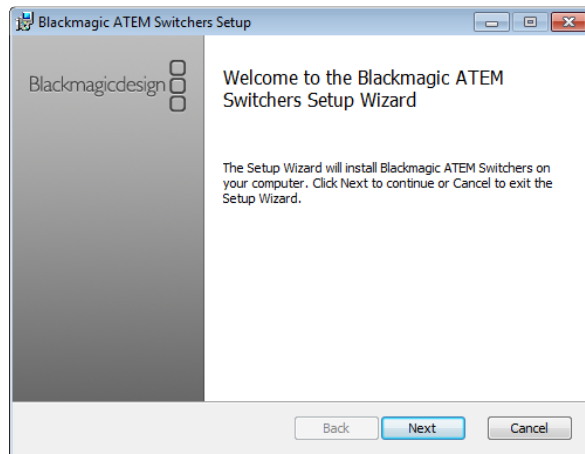 Blackmagic ATEM Switchers Setup
Blackmagicdesign
Welcome to the Blackmagic ATEM
Switchers Setup Wizard
The Setup Wizard will install Blackmagic ATEM Switchers on
your computer. Click Next to continue or Cancel to exit the
Setup Wizard.
Back
Next
Cancel